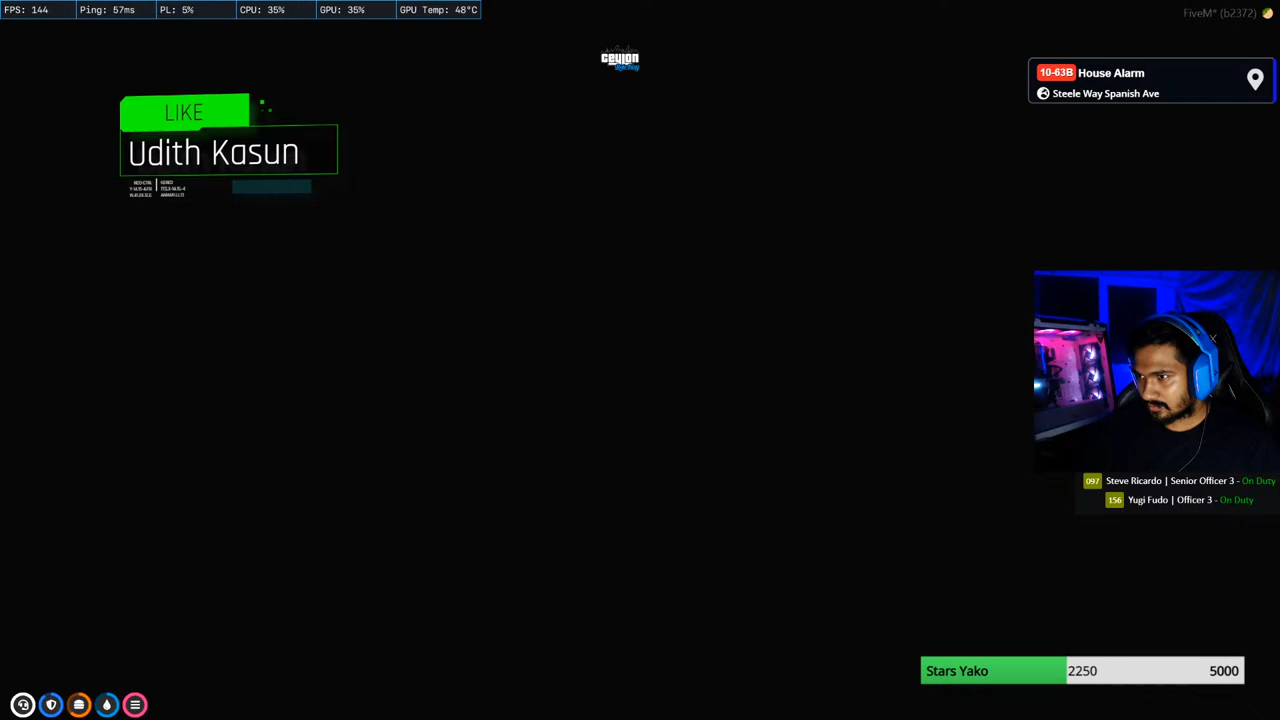 FPS: 144 Ping: 57ms PL: 5% CPU: 35% GPU: 35% GPU Temp: 48°C
FiveM* (b2372)
CEYLON
10-63B House Alarm
Steele Way Spanish Ave
LIKE
Udith Kasun
097 Steve Ricardo | Senior Officer 3 - On Duty
156 Yugi Fudo | Officer 3 - On Duty
Stars Yako 2250 5000